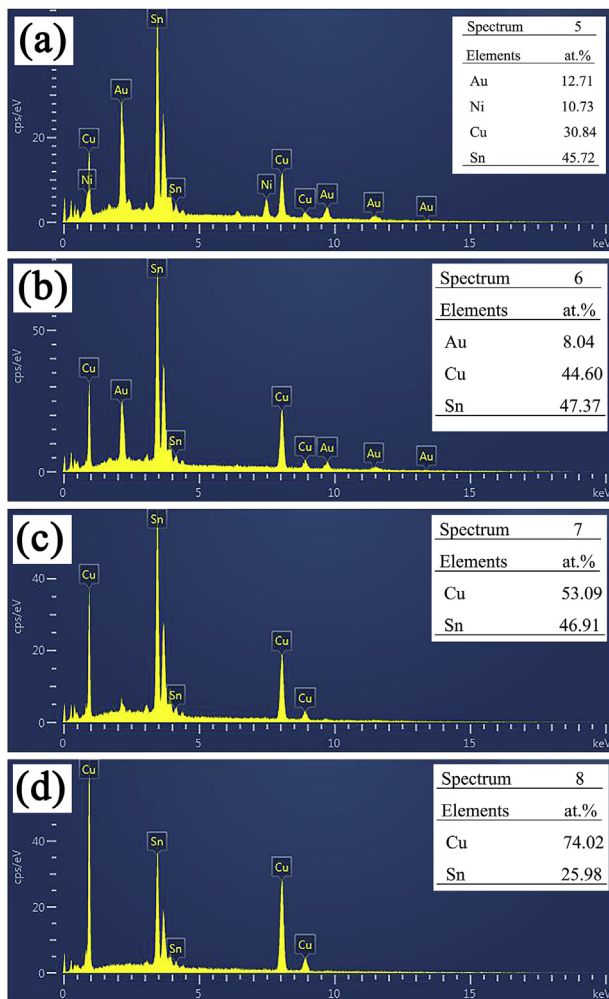 (a)
Sn
Au
Cu
Ni
Sn
Ni
Cu
Cu
Au
Au
Au
cps/eV
20
0
0
5
10
15
keV
Spectrum 5
Elements at.%
Au 12.71
Ni 10.73
Cu 30.84
Sn 45.72
(b)
Sn
Cu
Au
Sn
Cu
Cu
Au
Au
Au
cps/eV
50
0
0
5
10
15
keV
Spectrum 6
Elements at.%
Au 8.04
Cu 44.60
Sn 47.37
(c)
Sn
Cu
Sn
Cu
Cu
cps/eV
40
20
0
0
5
10
15
keV
Spectrum 7
Elements at.%
Cu 53.09
Sn 46.91
(d)
Cu
Sn
Sn
Cu
Cu
cps/eV
40
20
0
0
5
10
15
keV
Spectrum 8
Elements at.%
Cu 74.02
Sn 25.98